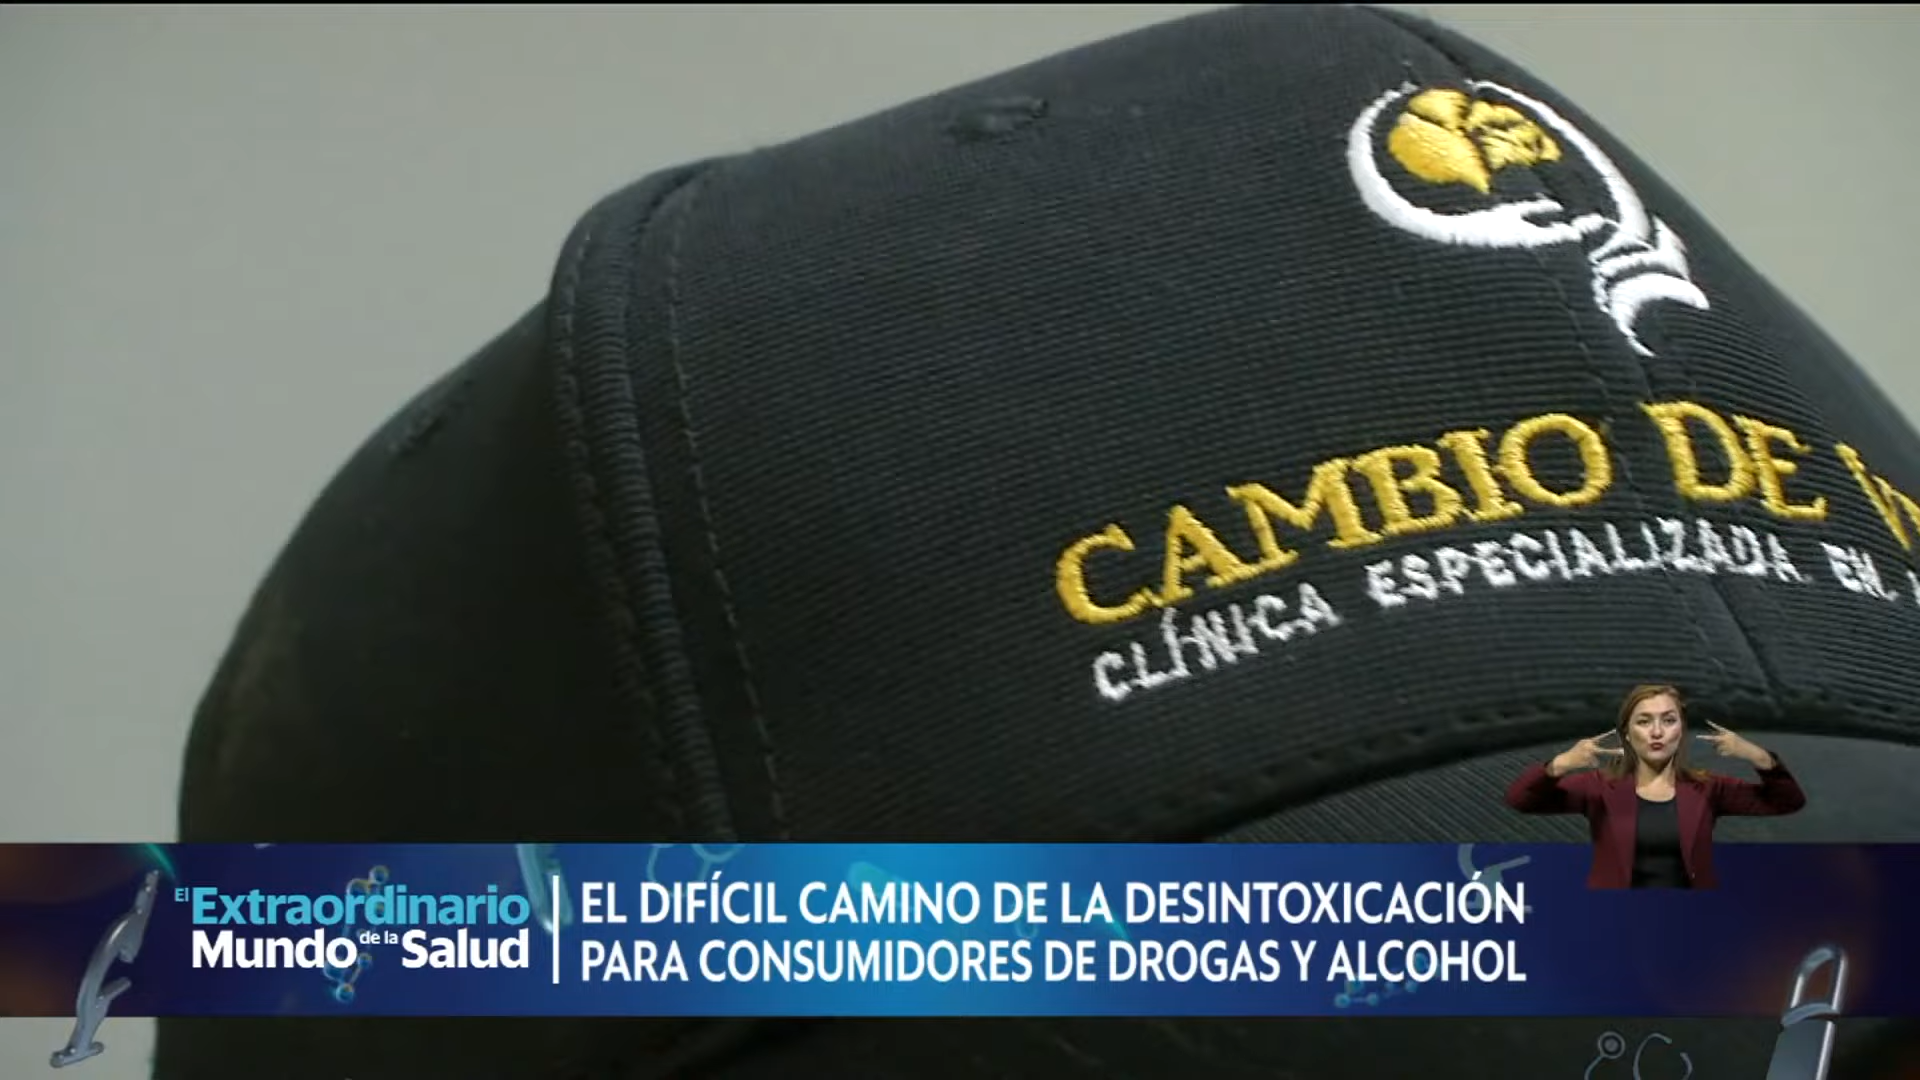 CAMBIO DE
CLÍNICA ESPECIALIZADA EN
El Extraordinario
Mundo de la Salud
EL DIFÍCIL CAMINO DE LA DESINTOXICACIÓN
PARA CONSUMIDORES DE DROGAS Y ALCOHOL